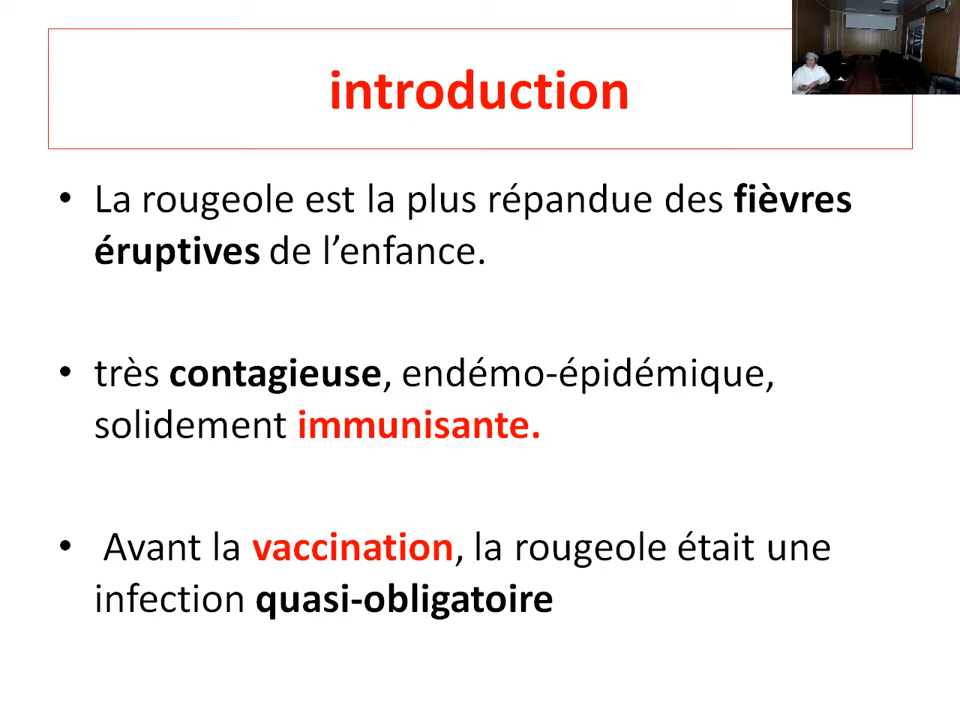 introduction
• La rougeole est la plus répandue des fièvres
éruptives de l’enfance.
• très contagieuse, endémo-épidémique,
solidement immunisante.
• Avant la vaccination, la rougeole était une
infection quasi-obligatoire